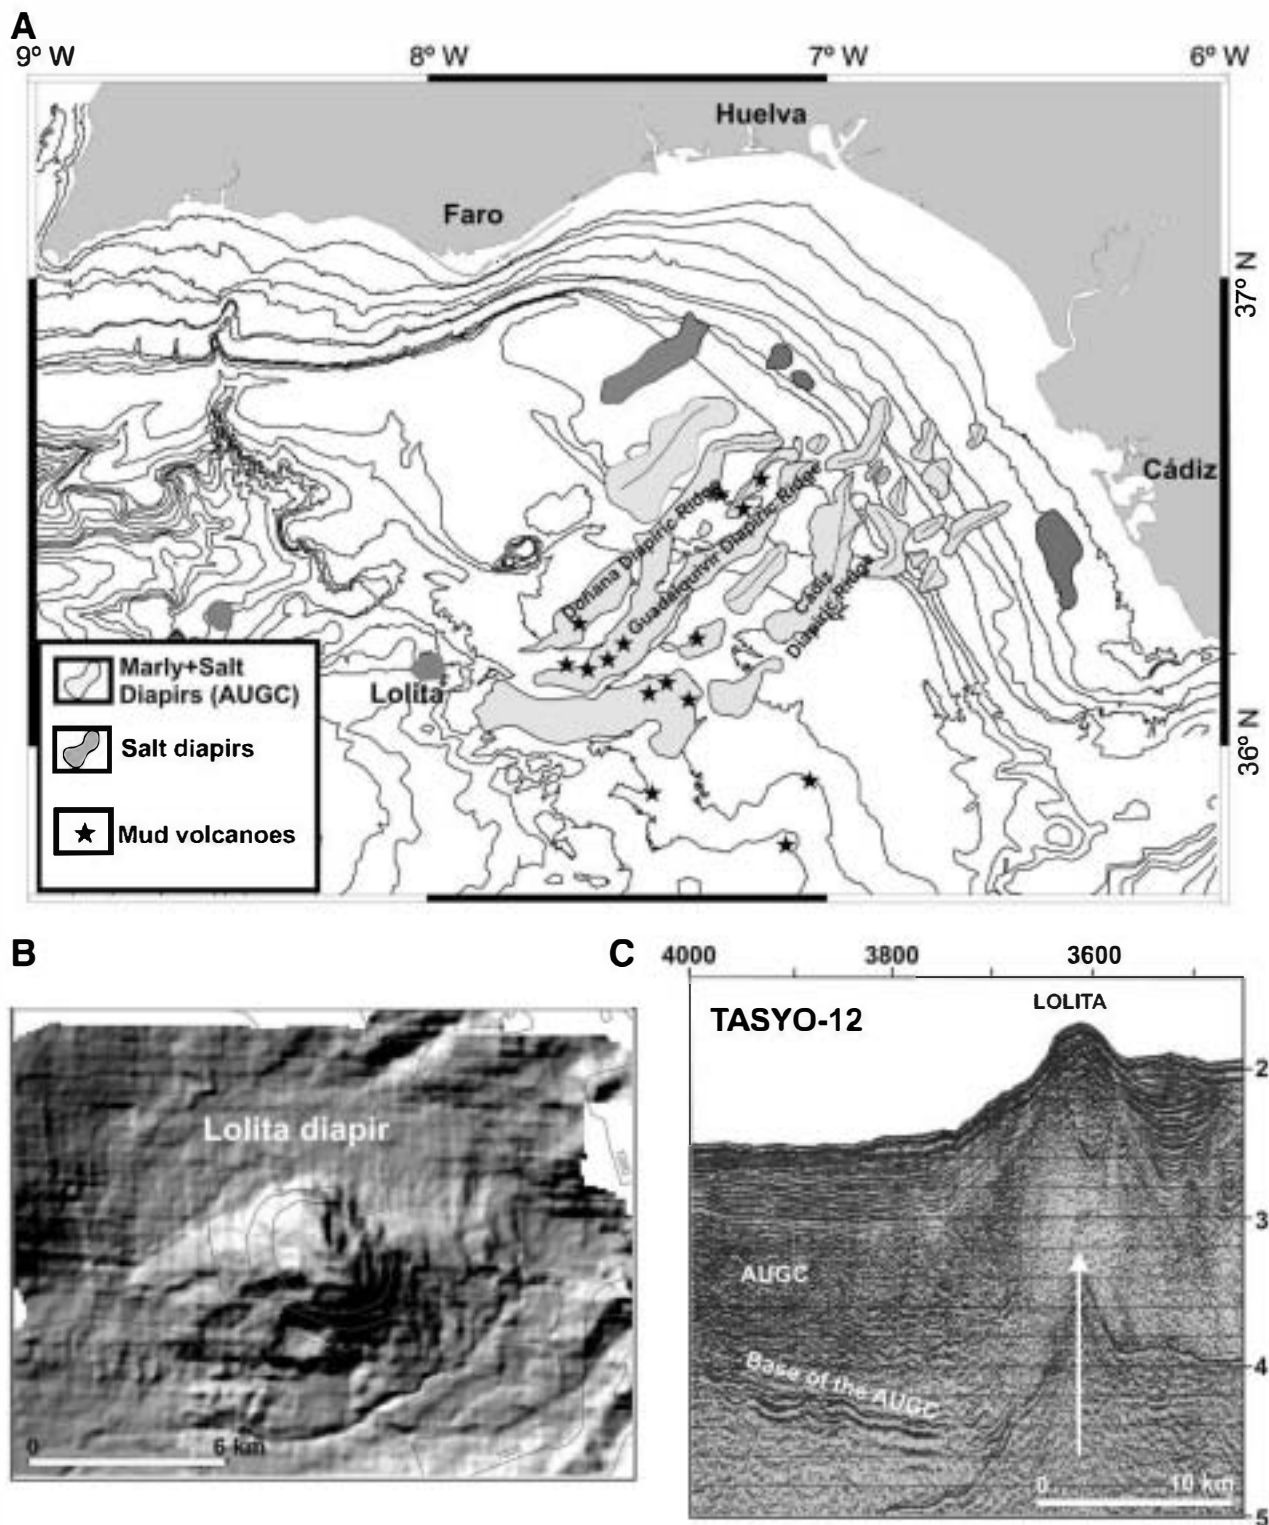 A
9º W
8º W
7º W
6º W
Huelva
Faro
37º N
Cádiz
Doñana Diapiric Ridge
Guadalquivir Diapiric Ridge
Cádiz
Diapiric Ridge
Marly+Salt
Diapirs (AUGC)
Lolita
Salt diapirs
36º N
Mud volcanoes
B
C
4000
3800
3600
LOLITA
TASYO-12
2
Lolita diapir
3
AUGC
4
Base of the AUGC
0
6 km
0
10 km
5